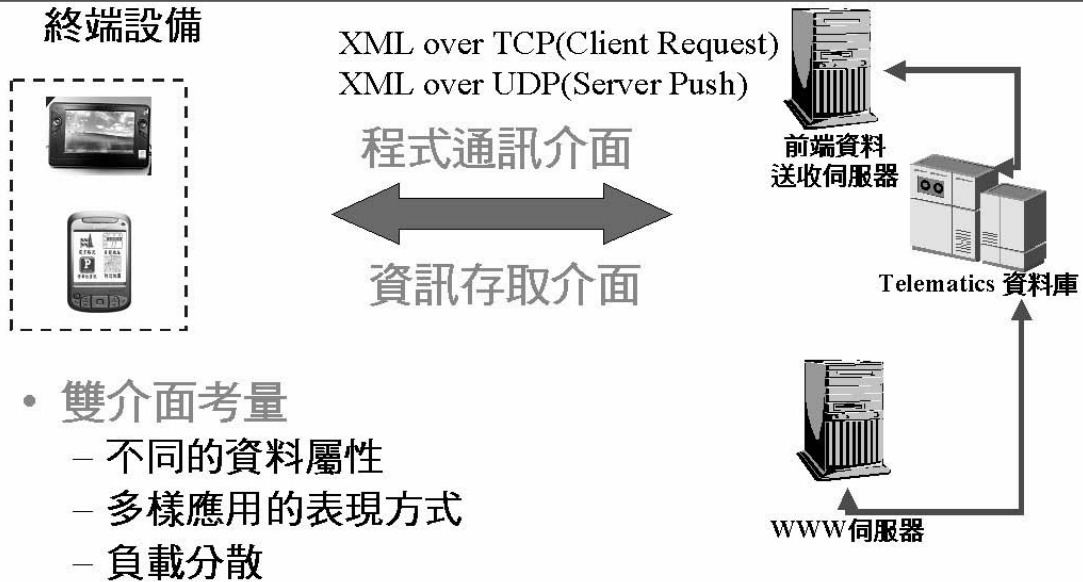 終端設備
XML over TCP(Client Request)
XML over UDP(Server Push)
程式通訊介面
資訊存取介面
前端資料
送收伺服器
Telematics 資料庫
WWW伺服器
• 雙介面考量
– 不同的資料屬性
– 多樣應用的表現方式
– 負載分散
P